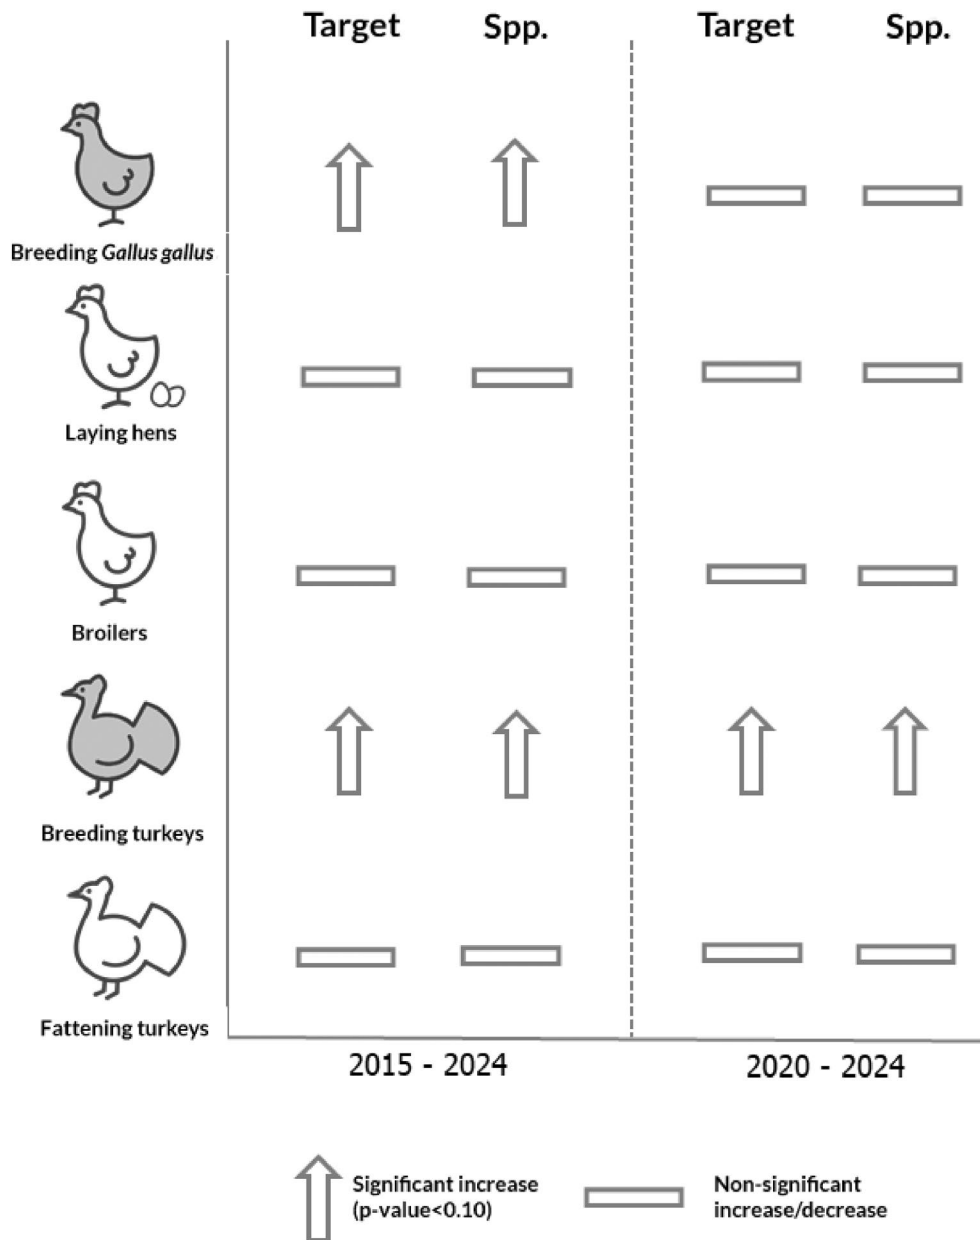 Target Spp. Target Spp.
Breeding Gallus gallus
Laying hens
Broilers
Breeding turkeys
Fattening turkeys
2015 - 2024 2020 - 2024
Significant increase
(p-value<0.10)
Non-significant
increase/decrease